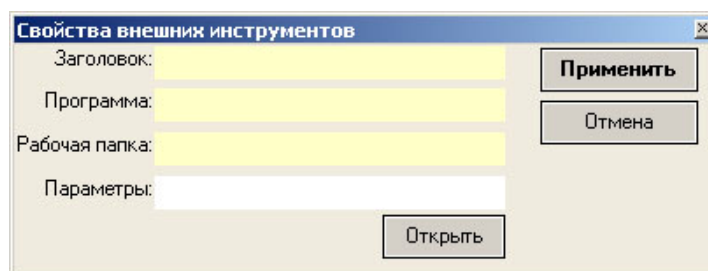 Свойства внешних инструментов
Заголовок:
Применить
Программа:
Отмена
Рабочая папка:
Параметры:
Открыть